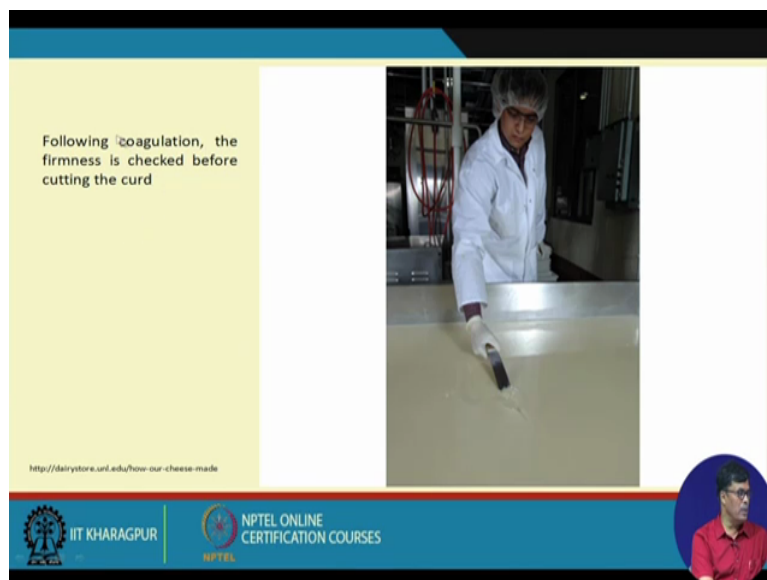 Following coagulation, the
firmness is checked before
cutting the curd
http://dairystore.unl.edu/how-our-cheese-made
IIT KHARAGPUR
NPTEL
NPTEL ONLINE
CERTIFICATION COURSES